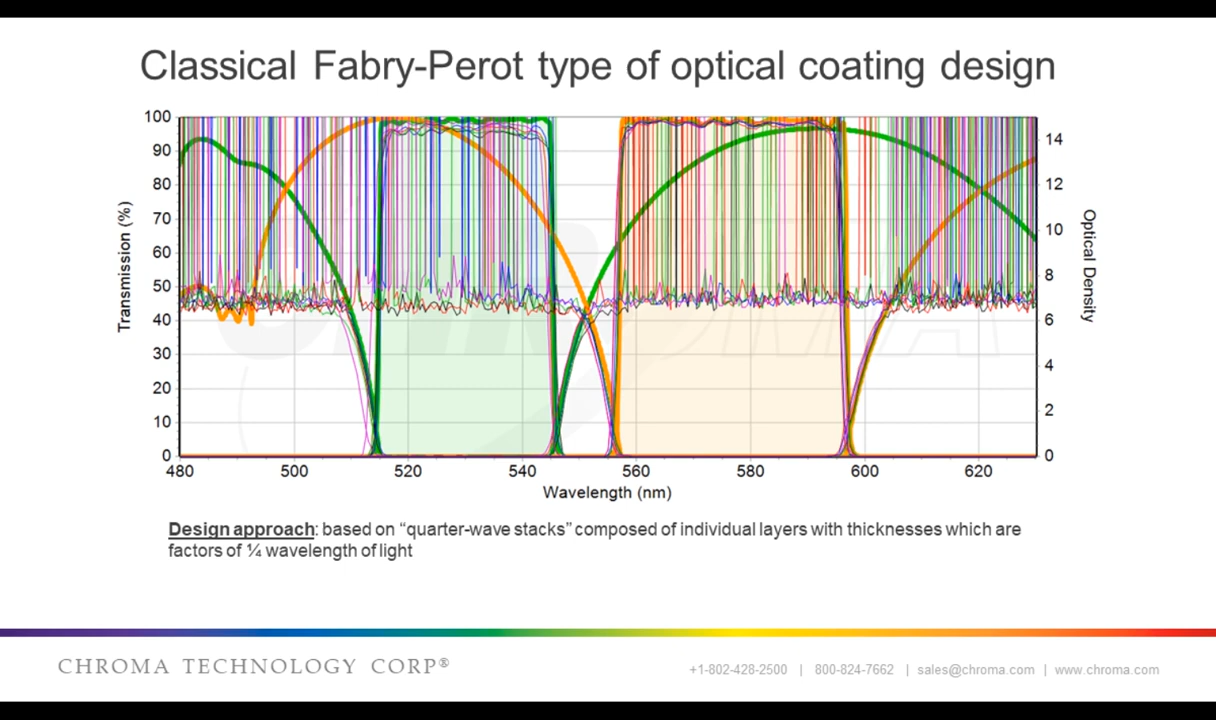 Classical Fabry-Perot type of optical coating design
100
90
80
70
60
50
40
30
20
10
0
Transmission (%)
14
12
10
8
6
4
2
0
Optical Density
480 500 520 540 560 580 600 620
Wavelength (nm)
Design approach: based on “quarter-wave stacks” composed of individual layers with thicknesses which are
factors of ¼ wavelength of light
CHROMA TECHNOLOGY CORP®
+1-802-428-2500 | 800-824-7662 | sales@chroma.com | www.chroma.com